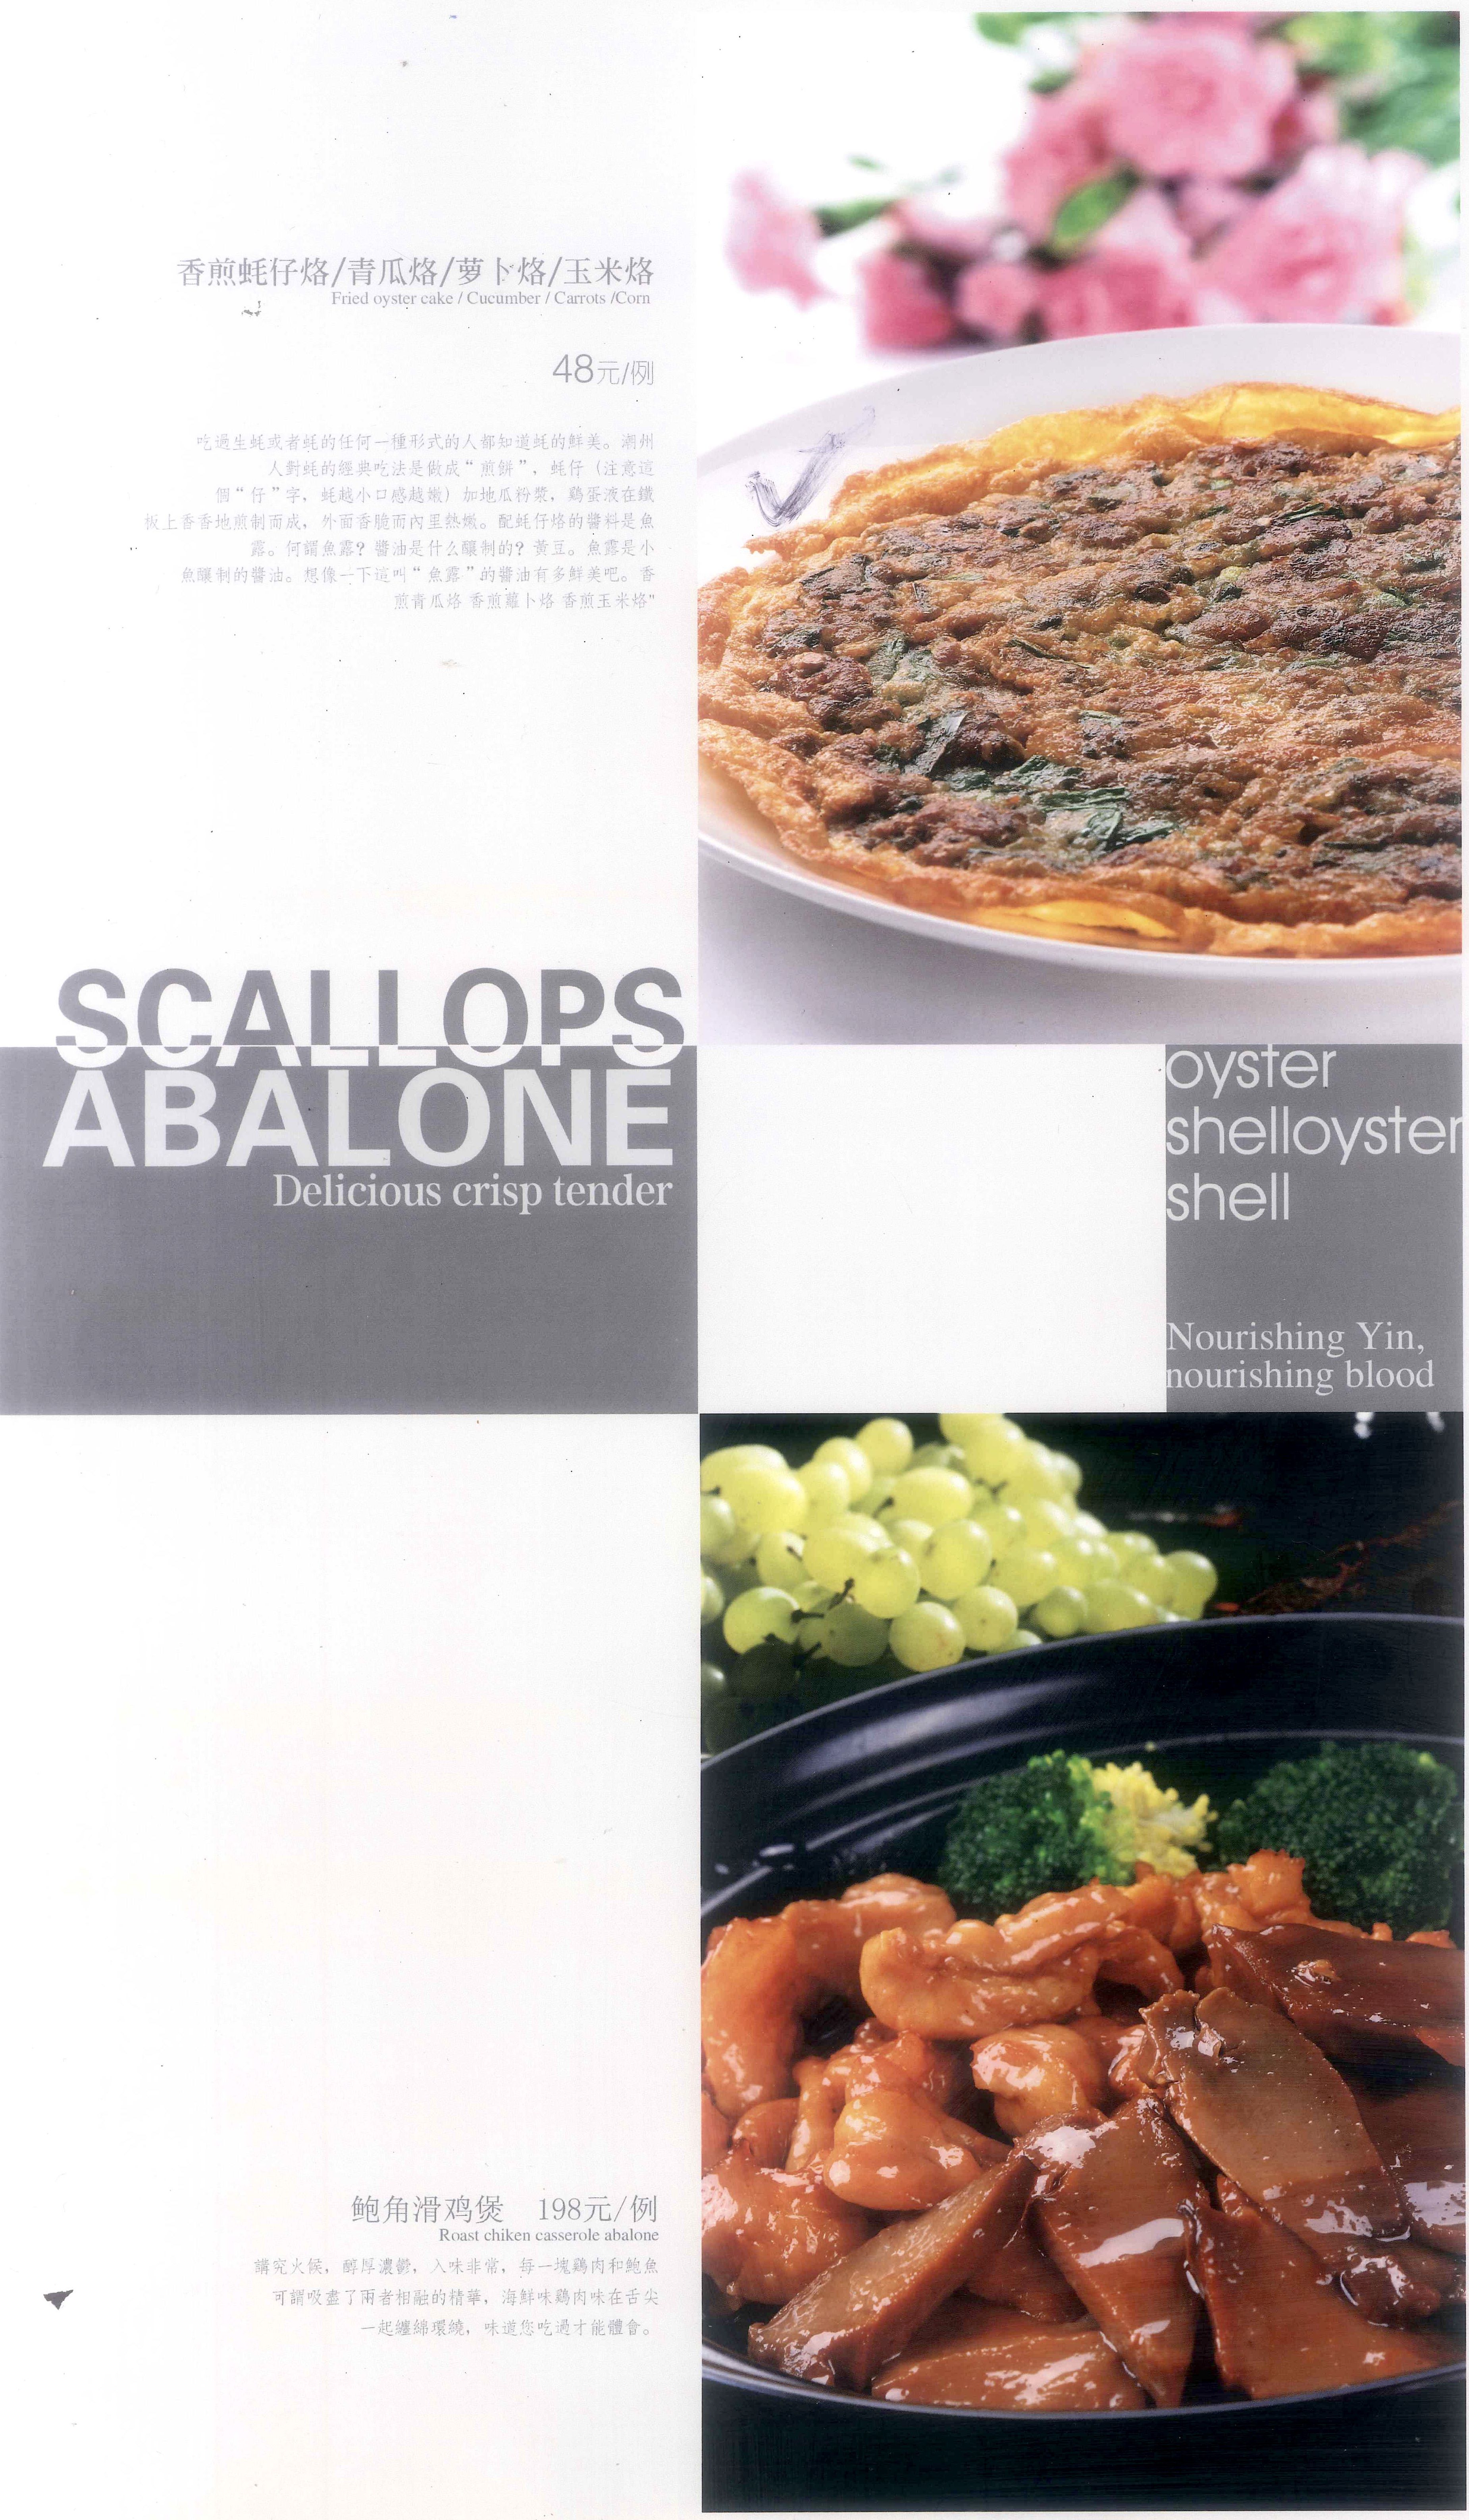 香煎蚝仔烙/青瓜烙/萝卜烙/玉米烙
Fried oyster cake / Cucumber / Carrots /Corn
48元/例
吃過生蚝或者蚝的任何一種形式的人都知道蚝的鮮美。潮州
人對蚝的經典吃法是做成“煎餅”，蚝仔（注意這
個“仔”字，蚝越小口感越嫩）加地瓜粉漿，鷄蛋液在鐵
板上香香地煎制而成，外面香脆而內里熱嫩。配蚝仔烙的醬料是魚
露。何謂魚露？醬油是什么釀制的？黃豆。魚露是小
魚釀制的醬油。想像一下這叫“魚露”的醬油有多鮮美吧。香
煎青瓜烙 香煎蘿卜烙 香煎玉米烙"
SCALLOPS
ABALONE
Delicious crisp tender
oyster
shelloyster
shell
Nourishing Yin,
nourishing blood
鲍角滑鸡煲 198元/例
Roast chiken casserole abalone
講究火候，醇厚濃鬱，入味非常，每一塊鷄肉和鮑魚
可謂吸盡了兩者相融的精華，海鮮味鷄肉味在舌尖
一起纏綿環繞，味道您吃過才能體會。